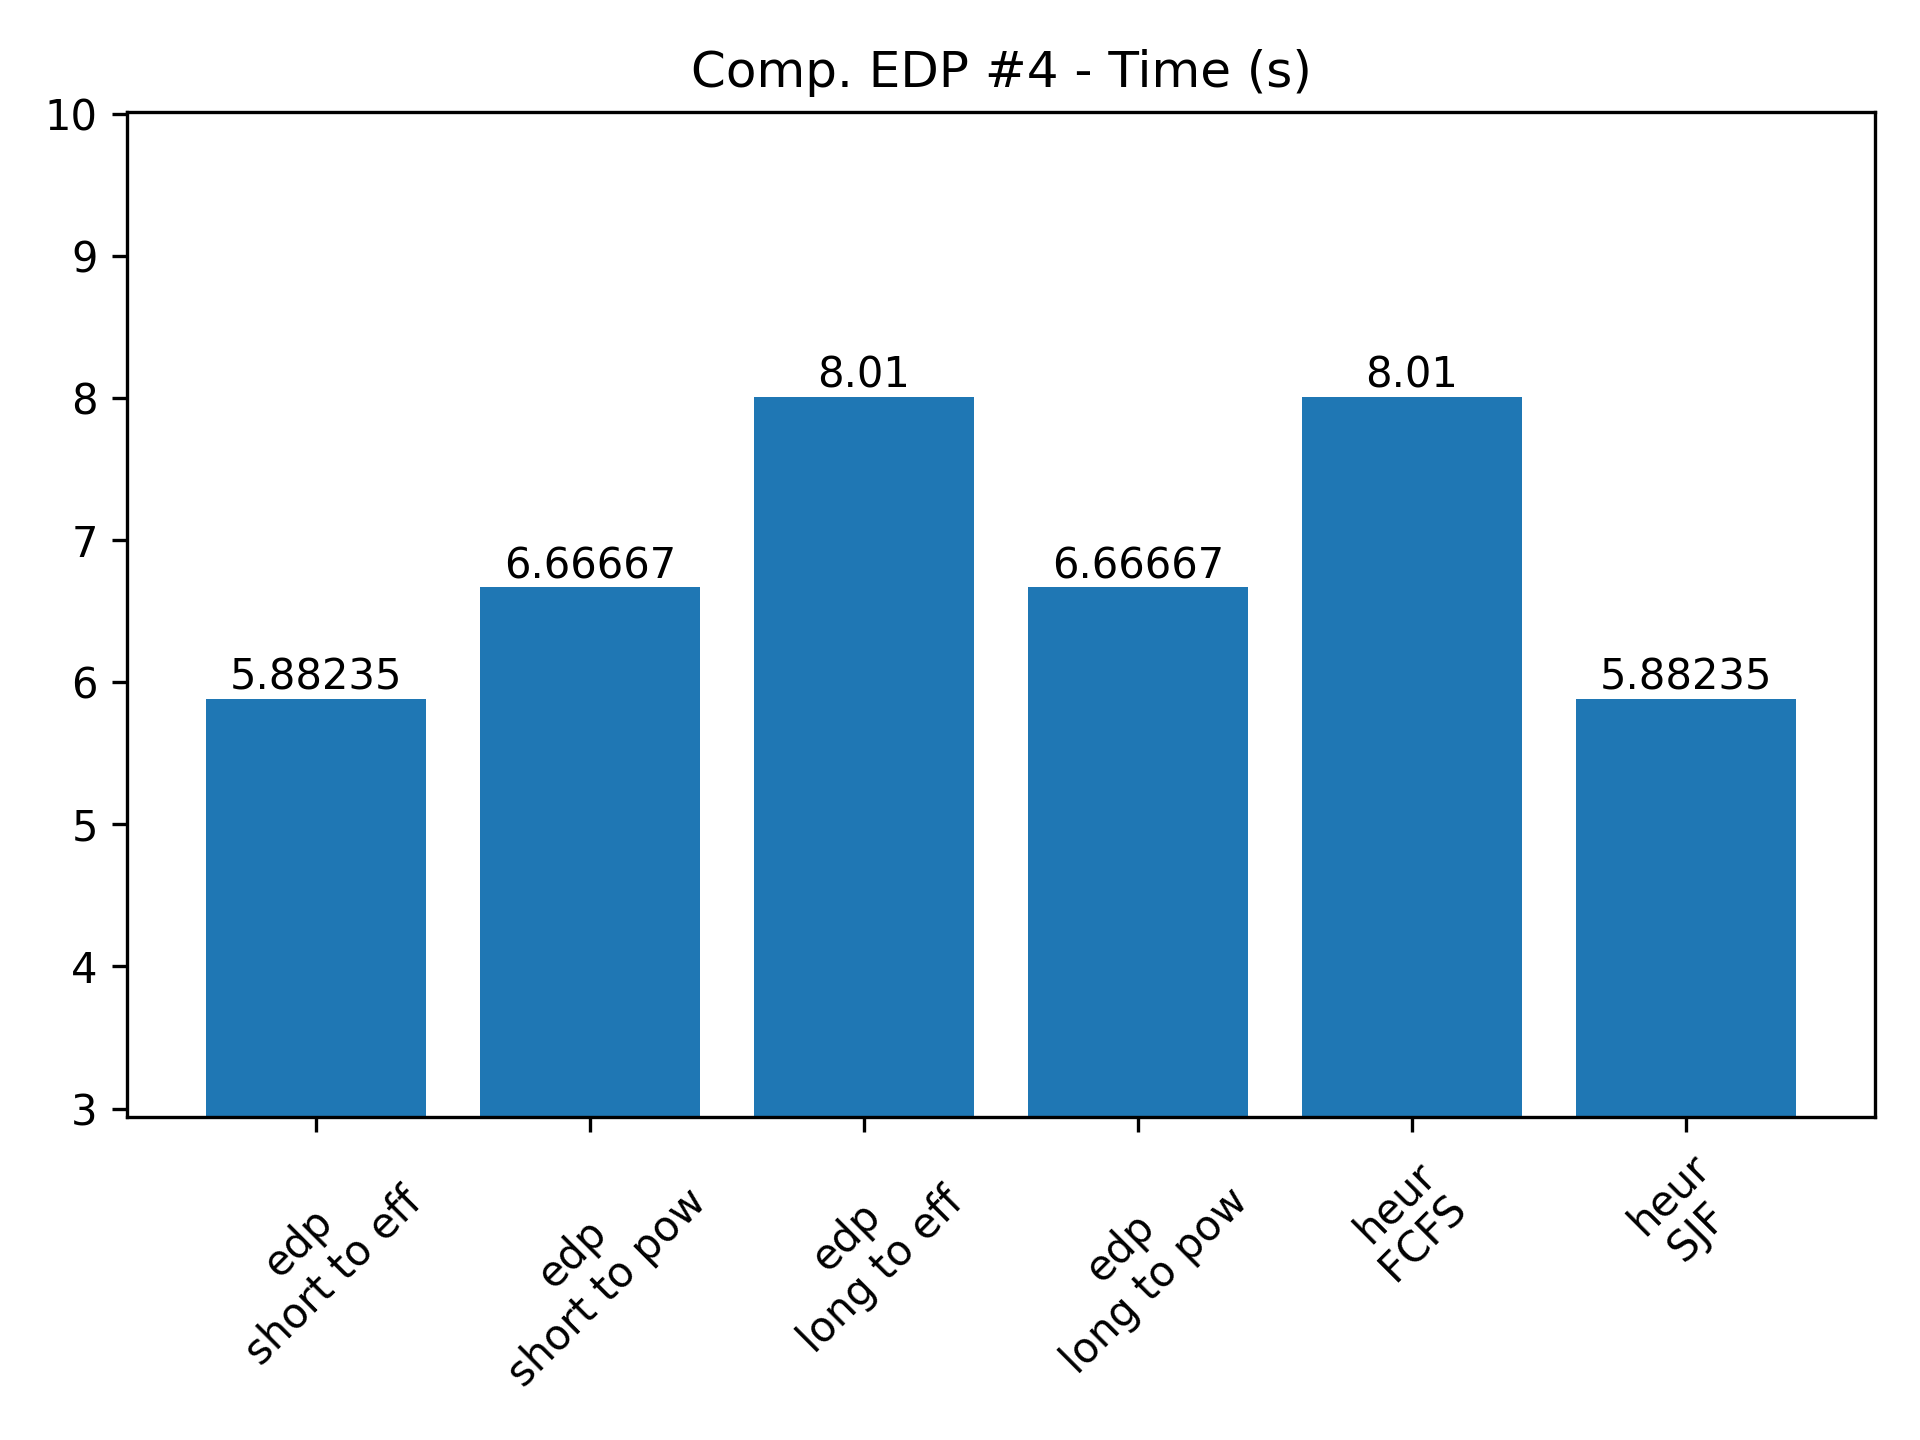 Comp. EDP #4 - Time (s)
10
9
8
7
6
5
4
3
5.88235
6.66667
8.01
6.66667
8.01
5.88235
edp
short to eff
edp
short to pow
edp
long to eff
edp
long to pow
heur
FCFS
heur
SJF